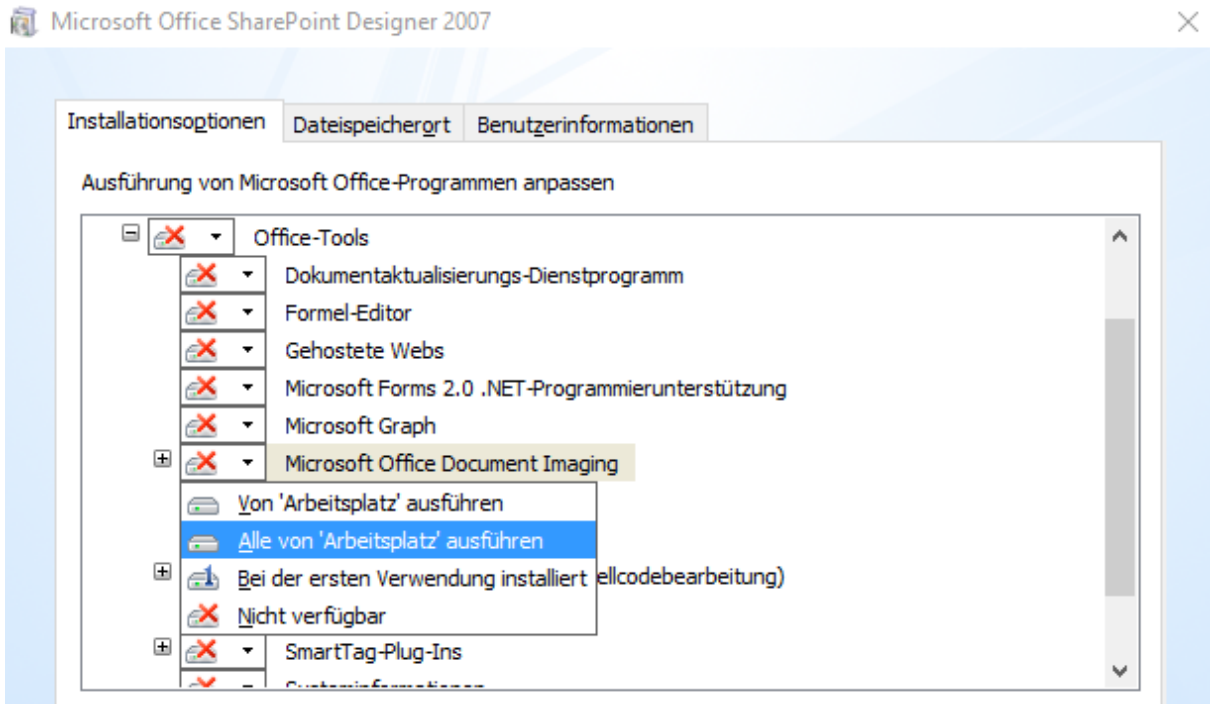 Microsoft Office SharePoint Designer 2007
Installationsoptionen Dateispeicherort Benutzerinformationen
Ausführung von Microsoft Office-Programmen anpassen
Office-Tools
Dokumentaktualisierungs-Dienstprogramm
Formel-Editor
Gehostete Webs
Microsoft Forms 2.0 .NET-Programmierunterstützung
Microsoft Graph
Microsoft Office Document Imaging
Von 'Arbeitsplatz' ausführen
Alle von 'Arbeitsplatz' ausführen
Bei der ersten Verwendung installiert ellcodebearbeitung)
Nicht verfügbar
SmartTag-Plug-Ins
Systeminformationen